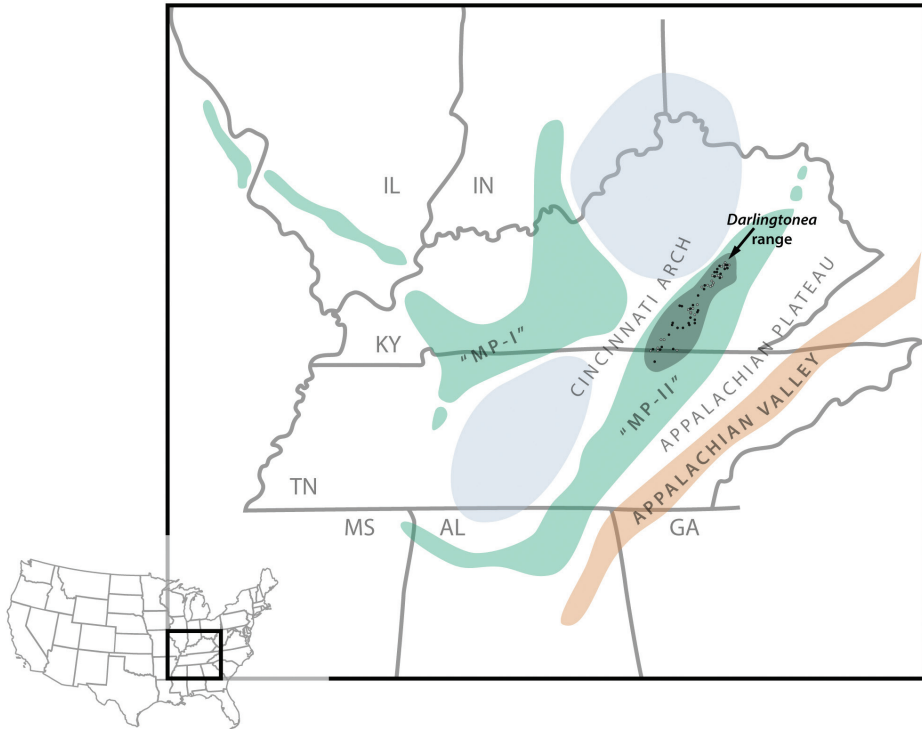 IL
IN
Darlingtonea
range
CINCINNATI ARCH
APPALACHIAN PLATEAU
KY
"MP-I"
"MP-II"
APPALACHIAN VALLEY
TN
MS
AL
GA